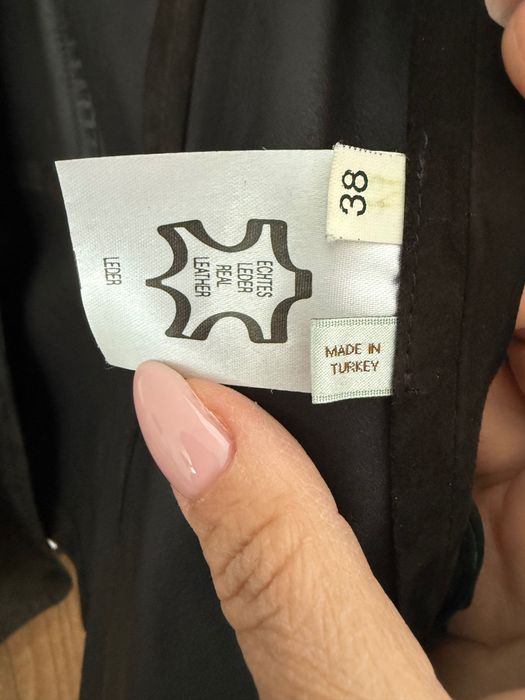 38
LEDER
ECHTES
LEDER
REAL
LEATHER
MADE IN
TURKEY